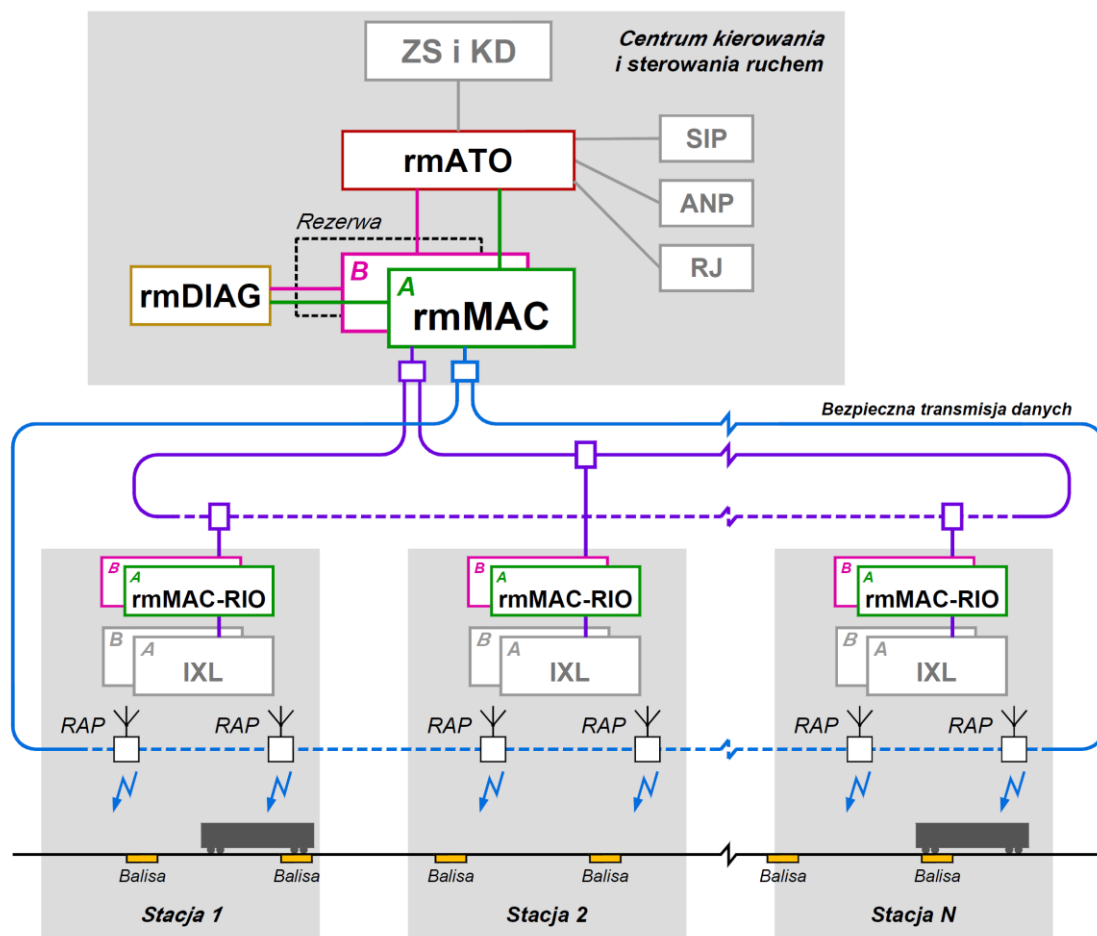 ZS i KD
Centrum kierowania
i sterowania ruchem
rmATO
SIP
ANP
RJ
Rezerwa
B
A
rmMAC
rmDIAG
Bezpieczna transmisja danych
B
A
rmMAC-RIO
B
A
IXL
RAP
RAP
Balisa
Balisa
Stacja 1
B
A
rmMAC-RIO
B
A
IXL
RAP
RAP
Balisa
Balisa
Stacja 2
B
A
rmMAC-RIO
B
A
IXL
RAP
RAP
Balisa
Balisa
Stacja N